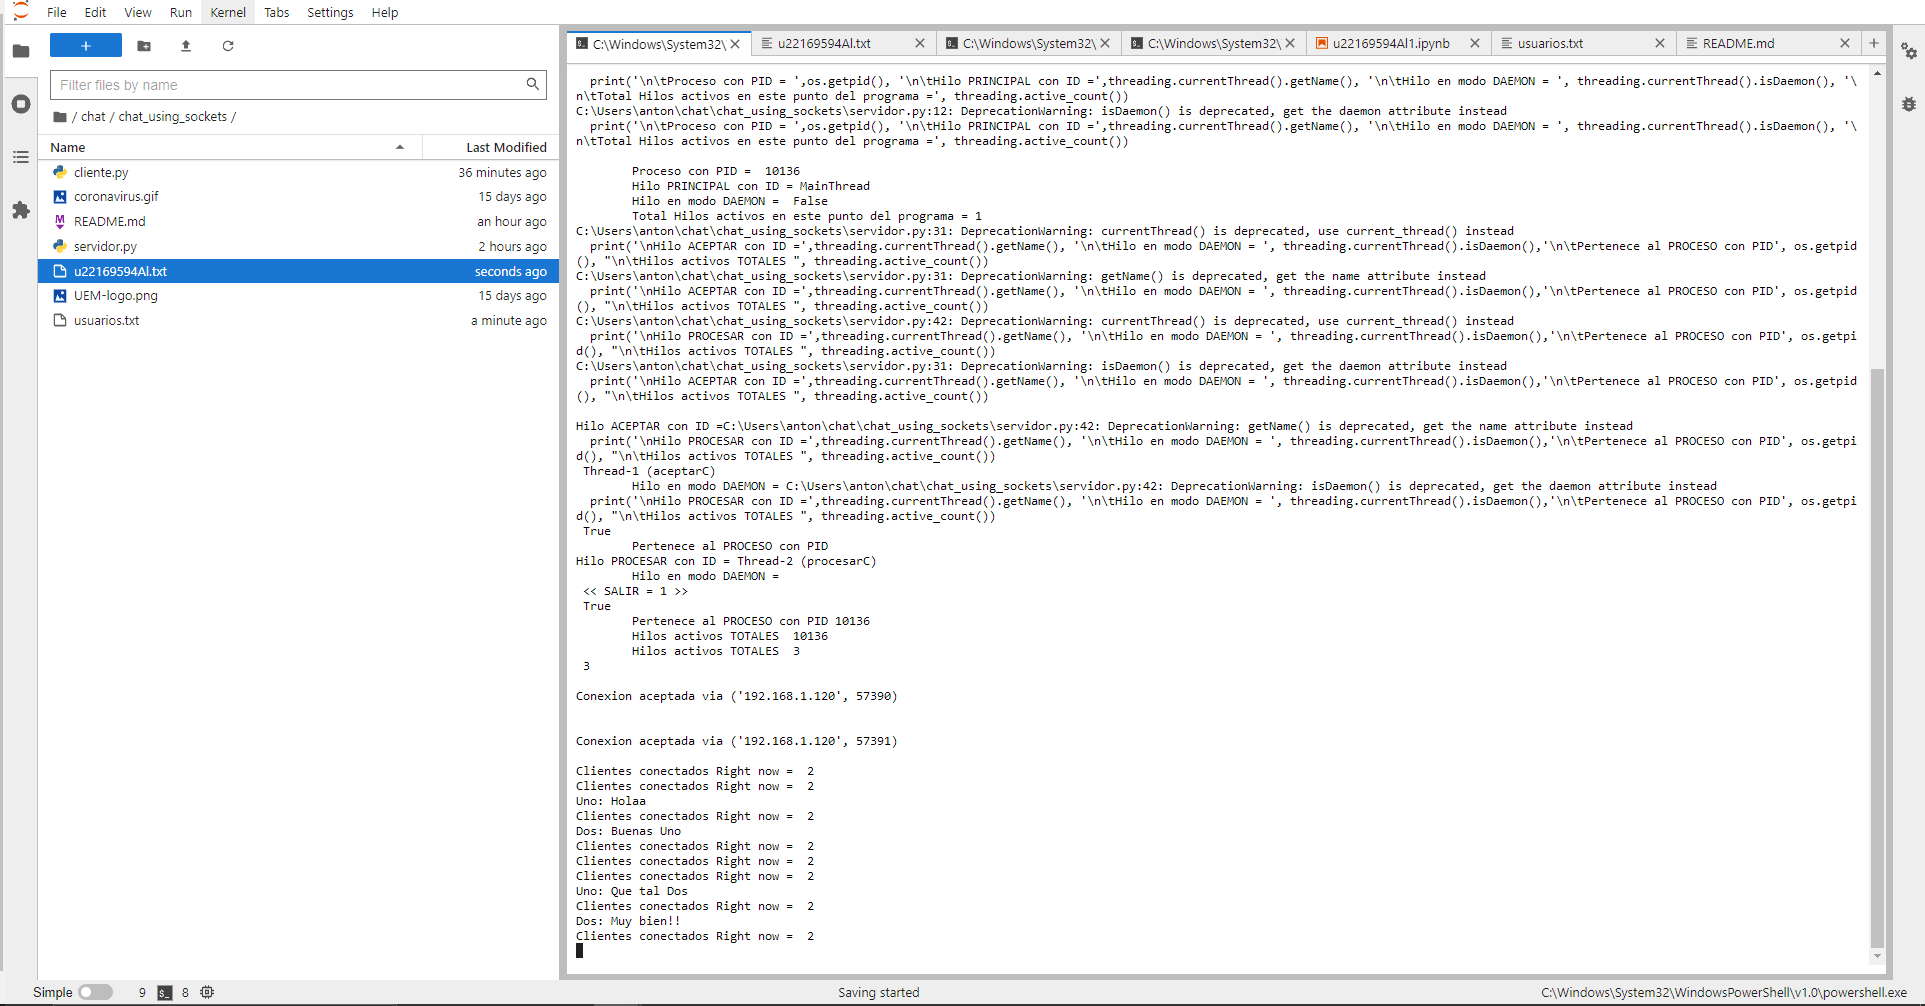 File Edit View Run Kernel Tabs Settings Help
+
Filter files by name
/ chat / chat_using_sockets /
Name Last Modified
cliente.py 36 minutes ago
coronavirus.gif 15 days ago
README.md an hour ago
servidor.py 2 hours ago
u22169594Al.txt seconds ago
UEM-logo.png 15 days ago
usuarios.txt a minute ago
C:\Windows\System32\ u22169594Al.txt C:\Windows\System32\ C:\Windows\System32\ u22169594Al1.ipynb usuarios.txt README.md +
print('\n\tProceso con PID = ',os.getpid(), '\n\tHilo PRINCIPAL con ID =',threading.currentThread().getName(), '\n\tHilo en modo DAEMON = ', threading.currentThread().isDaemon(), '\
n\tTotal Hilos activos en este punto del programa =', threading.active_count())
C:\Users\anton\chat\chat_using_sockets\servidor.py:12: DeprecationWarning: isDaemon() is deprecated, get the daemon attribute instead
print('\n\tProceso con PID = ',os.getpid(), '\n\tHilo PRINCIPAL con ID =',threading.currentThread().getName(), '\n\tHilo en modo DAEMON = ', threading.currentThread().isDaemon(), '\
n\tTotal Hilos activos en este punto del programa =', threading.active_count())
Proceso con PID =  10136
Hilo PRINCIPAL con ID = MainThread
Hilo en modo DAEMON =  False
Total Hilos activos en este punto del programa = 1
C:\Users\anton\chat\chat_using_sockets\servidor.py:31: DeprecationWarning: currentThread() is deprecated, use current_thread() instead
print('\nHilo ACEPTAR con ID =',threading.currentThread().getName(), '\n\tHilo en modo DAEMON = ', threading.currentThread().isDaemon(),'\n\tPertenece al PROCESO con PID', os.getpid
(), "\n\tHilos activos TOTALES ", threading.active_count())
C:\Users\anton\chat\chat_using_sockets\servidor.py:31: DeprecationWarning: getName() is deprecated, get the name attribute instead
print('\nHilo ACEPTAR con ID =',threading.currentThread().getName(), '\n\tHilo en modo DAEMON = ', threading.currentThread().isDaemon(),'\n\tPertenece al PROCESO con PID', os.getpid
(), "\n\tHilos activos TOTALES ", threading.active_count())
C:\Users\anton\chat\chat_using_sockets\servidor.py:42: DeprecationWarning: currentThread() is deprecated, use current_thread() instead
print('\nHilo PROCESAR con ID =',threading.currentThread().getName(), '\n\tHilo en modo DAEMON = ', threading.currentThread().isDaemon(),'\n\tPertenece al PROCESO con PID', os.getpi
d(), "\n\tHilos activos TOTALES ", threading.active_count())
C:\Users\anton\chat\chat_using_sockets\servidor.py:31: DeprecationWarning: isDaemon() is deprecated, get the daemon attribute instead
print('\nHilo ACEPTAR con ID =',threading.currentThread().getName(), '\n\tHilo en modo DAEMON = ', threading.currentThread().isDaemon(),'\n\tPertenece al PROCESO con PID', os.getpid
(), "\n\tHilos activos TOTALES ", threading.active_count())
Hilo ACEPTAR con ID =C:\Users\anton\chat\chat_using_sockets\servidor.py:42: DeprecationWarning: getName() is deprecated, get the name attribute instead
print('\nHilo PROCESAR con ID =',threading.currentThread().getName(), '\n\tHilo en modo DAEMON = ', threading.currentThread().isDaemon(),'\n\tPertenece al PROCESO con PID', os.getpi
d(), "\n\tHilos activos TOTALES ", threading.active_count())
Thread-1 (aceptarC)
Hilo en modo DAEMON = C:\Users\anton\chat\chat_using_sockets\servidor.py:42: DeprecationWarning: isDaemon() is deprecated, get the daemon attribute instead
print('\nHilo PROCESAR con ID =',threading.currentThread().getName(), '\n\tHilo en modo DAEMON = ', threading.currentThread().isDaemon(),'\n\tPertenece al PROCESO con PID', os.getpi
d(), "\n\tHilos activos TOTALES ", threading.active_count())
True
Pertenece al PROCESO con PID
Hilo PROCESAR con ID = Thread-2 (procesarC)
Hilo en modo DAEMON =
<< SALIR = 1 >>
True
Pertenece al PROCESO con PID 10136
Hilos activos TOTALES  10136
Hilos activos TOTALES  3
3
Conexion aceptada via ('192.168.1.120', 57390)
Conexion aceptada via ('192.168.1.120', 57391)
Clientes conectados Right now =  2
Clientes conectados Right now =  2
Uno: Holaa
Clientes conectados Right now =  2
Dos: Buenas Uno
Clientes conectados Right now =  2
Clientes conectados Right now =  2
Clientes conectados Right now =  2
Uno: Que tal Dos
Clientes conectados Right now =  2
Dos: Muy bien!!
Clientes conectados Right now =  2
Simple 9 8 Saving started C:\Windows\System32\WindowsPowerShell\v1.0\powershell.exe